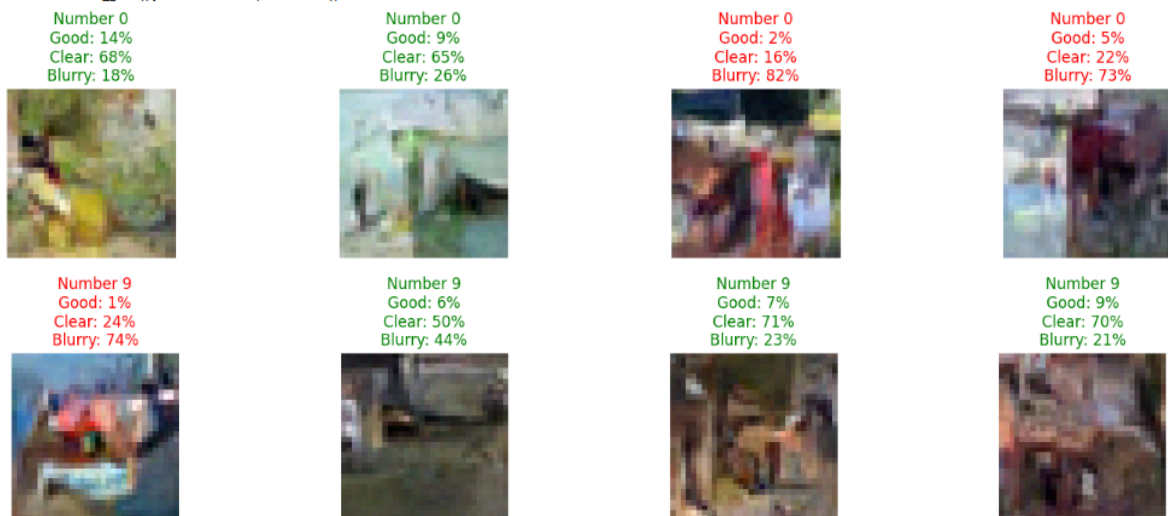 Number 0
Good: 14%
Clear: 68%
Blurry: 18%
Number 0
Good: 9%
Clear: 65%
Blurry: 26%
Number 0
Good: 2%
Clear: 16%
Blurry: 82%
Number 0
Good: 5%
Clear: 22%
Blurry: 73%
Number 9
Good: 1%
Clear: 24%
Blurry: 74%
Number 9
Good: 6%
Clear: 50%
Blurry: 44%
Number 9
Good: 7%
Clear: 71%
Blurry: 23%
Number 9
Good: 9%
Clear: 70%
Blurry: 21%